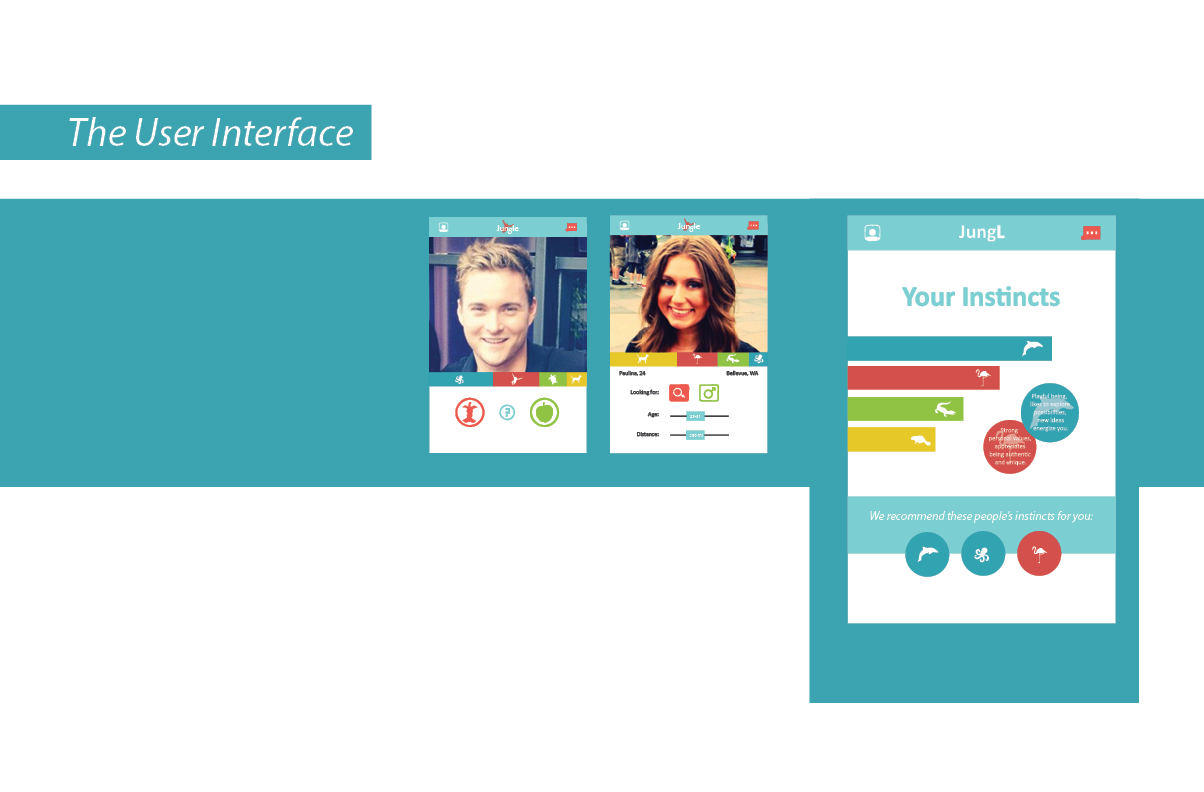 The User Interface
Jungle
Jungle
Paulina, 24
Bellevue, WA
Looking for:
Age:
Distance:
JungL
Your Instincts
Playful being,
likes to explore
possibilities,
new ideas
energize you.
Strong
personal values,
appreciates
being authentic
and unique.
We recommend these people's instincts for you: